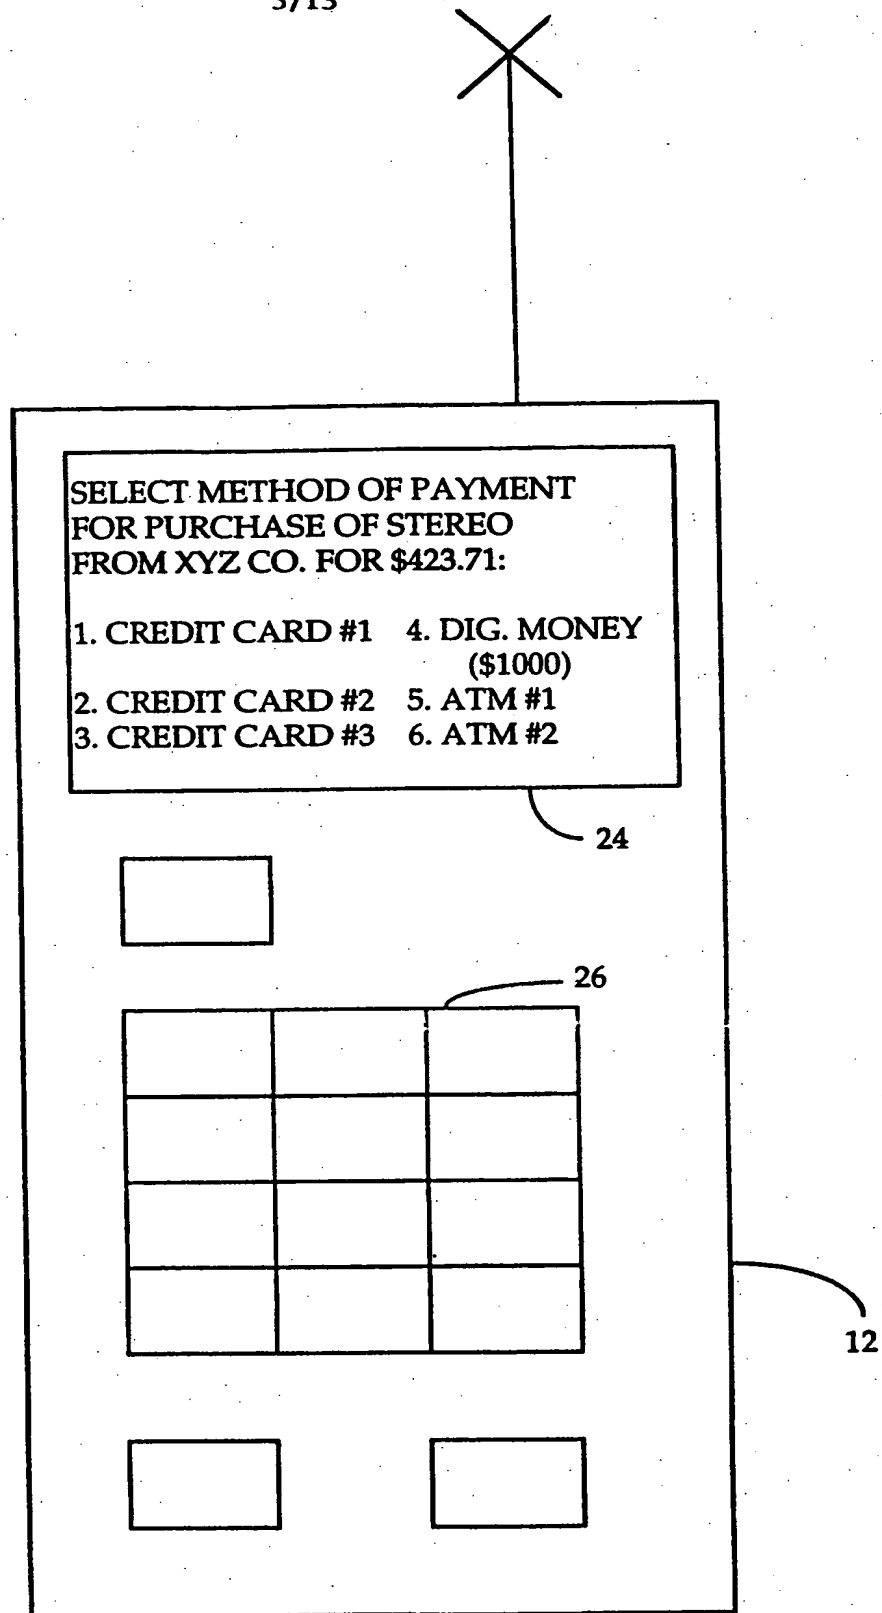 3/13
SELECT METHOD OF PAYMENT
FOR PURCHASE OF STEREO
FROM XYZ CO. FOR $423.71:
1. CREDIT CARD #1 4. DIG. MONEY
($1000)
2. CREDIT CARD #2 5. ATM #1
3. CREDIT CARD #3 6. ATM #2
24
26
12